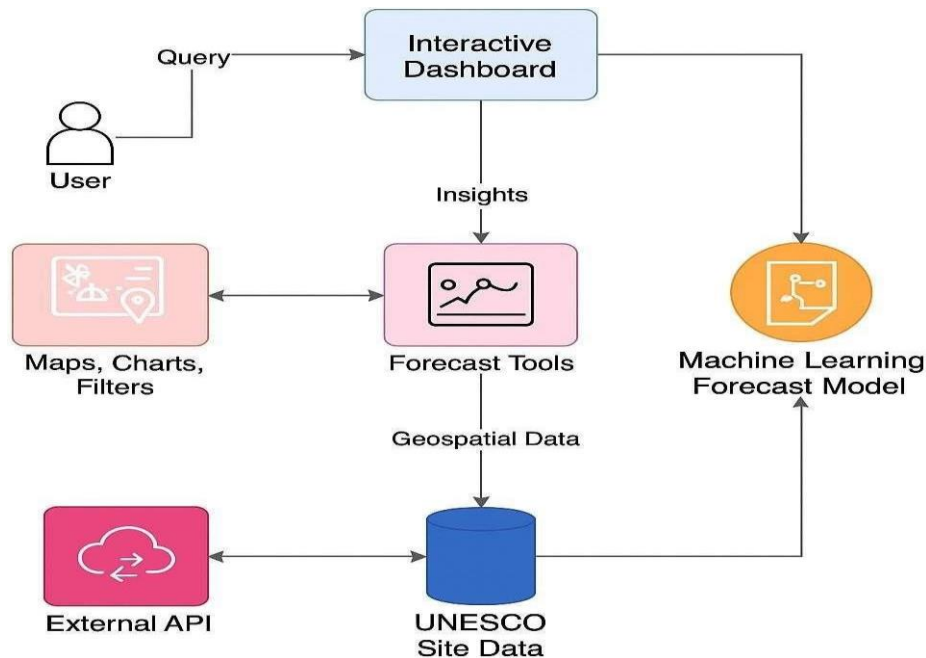 Interactive
Dashboard
Query
User
Insights
Maps, Charts,
Filters
Forecast Tools
Machine Learning
Forecast Model
Geospatial Data
External API
UNESCO
Site Data